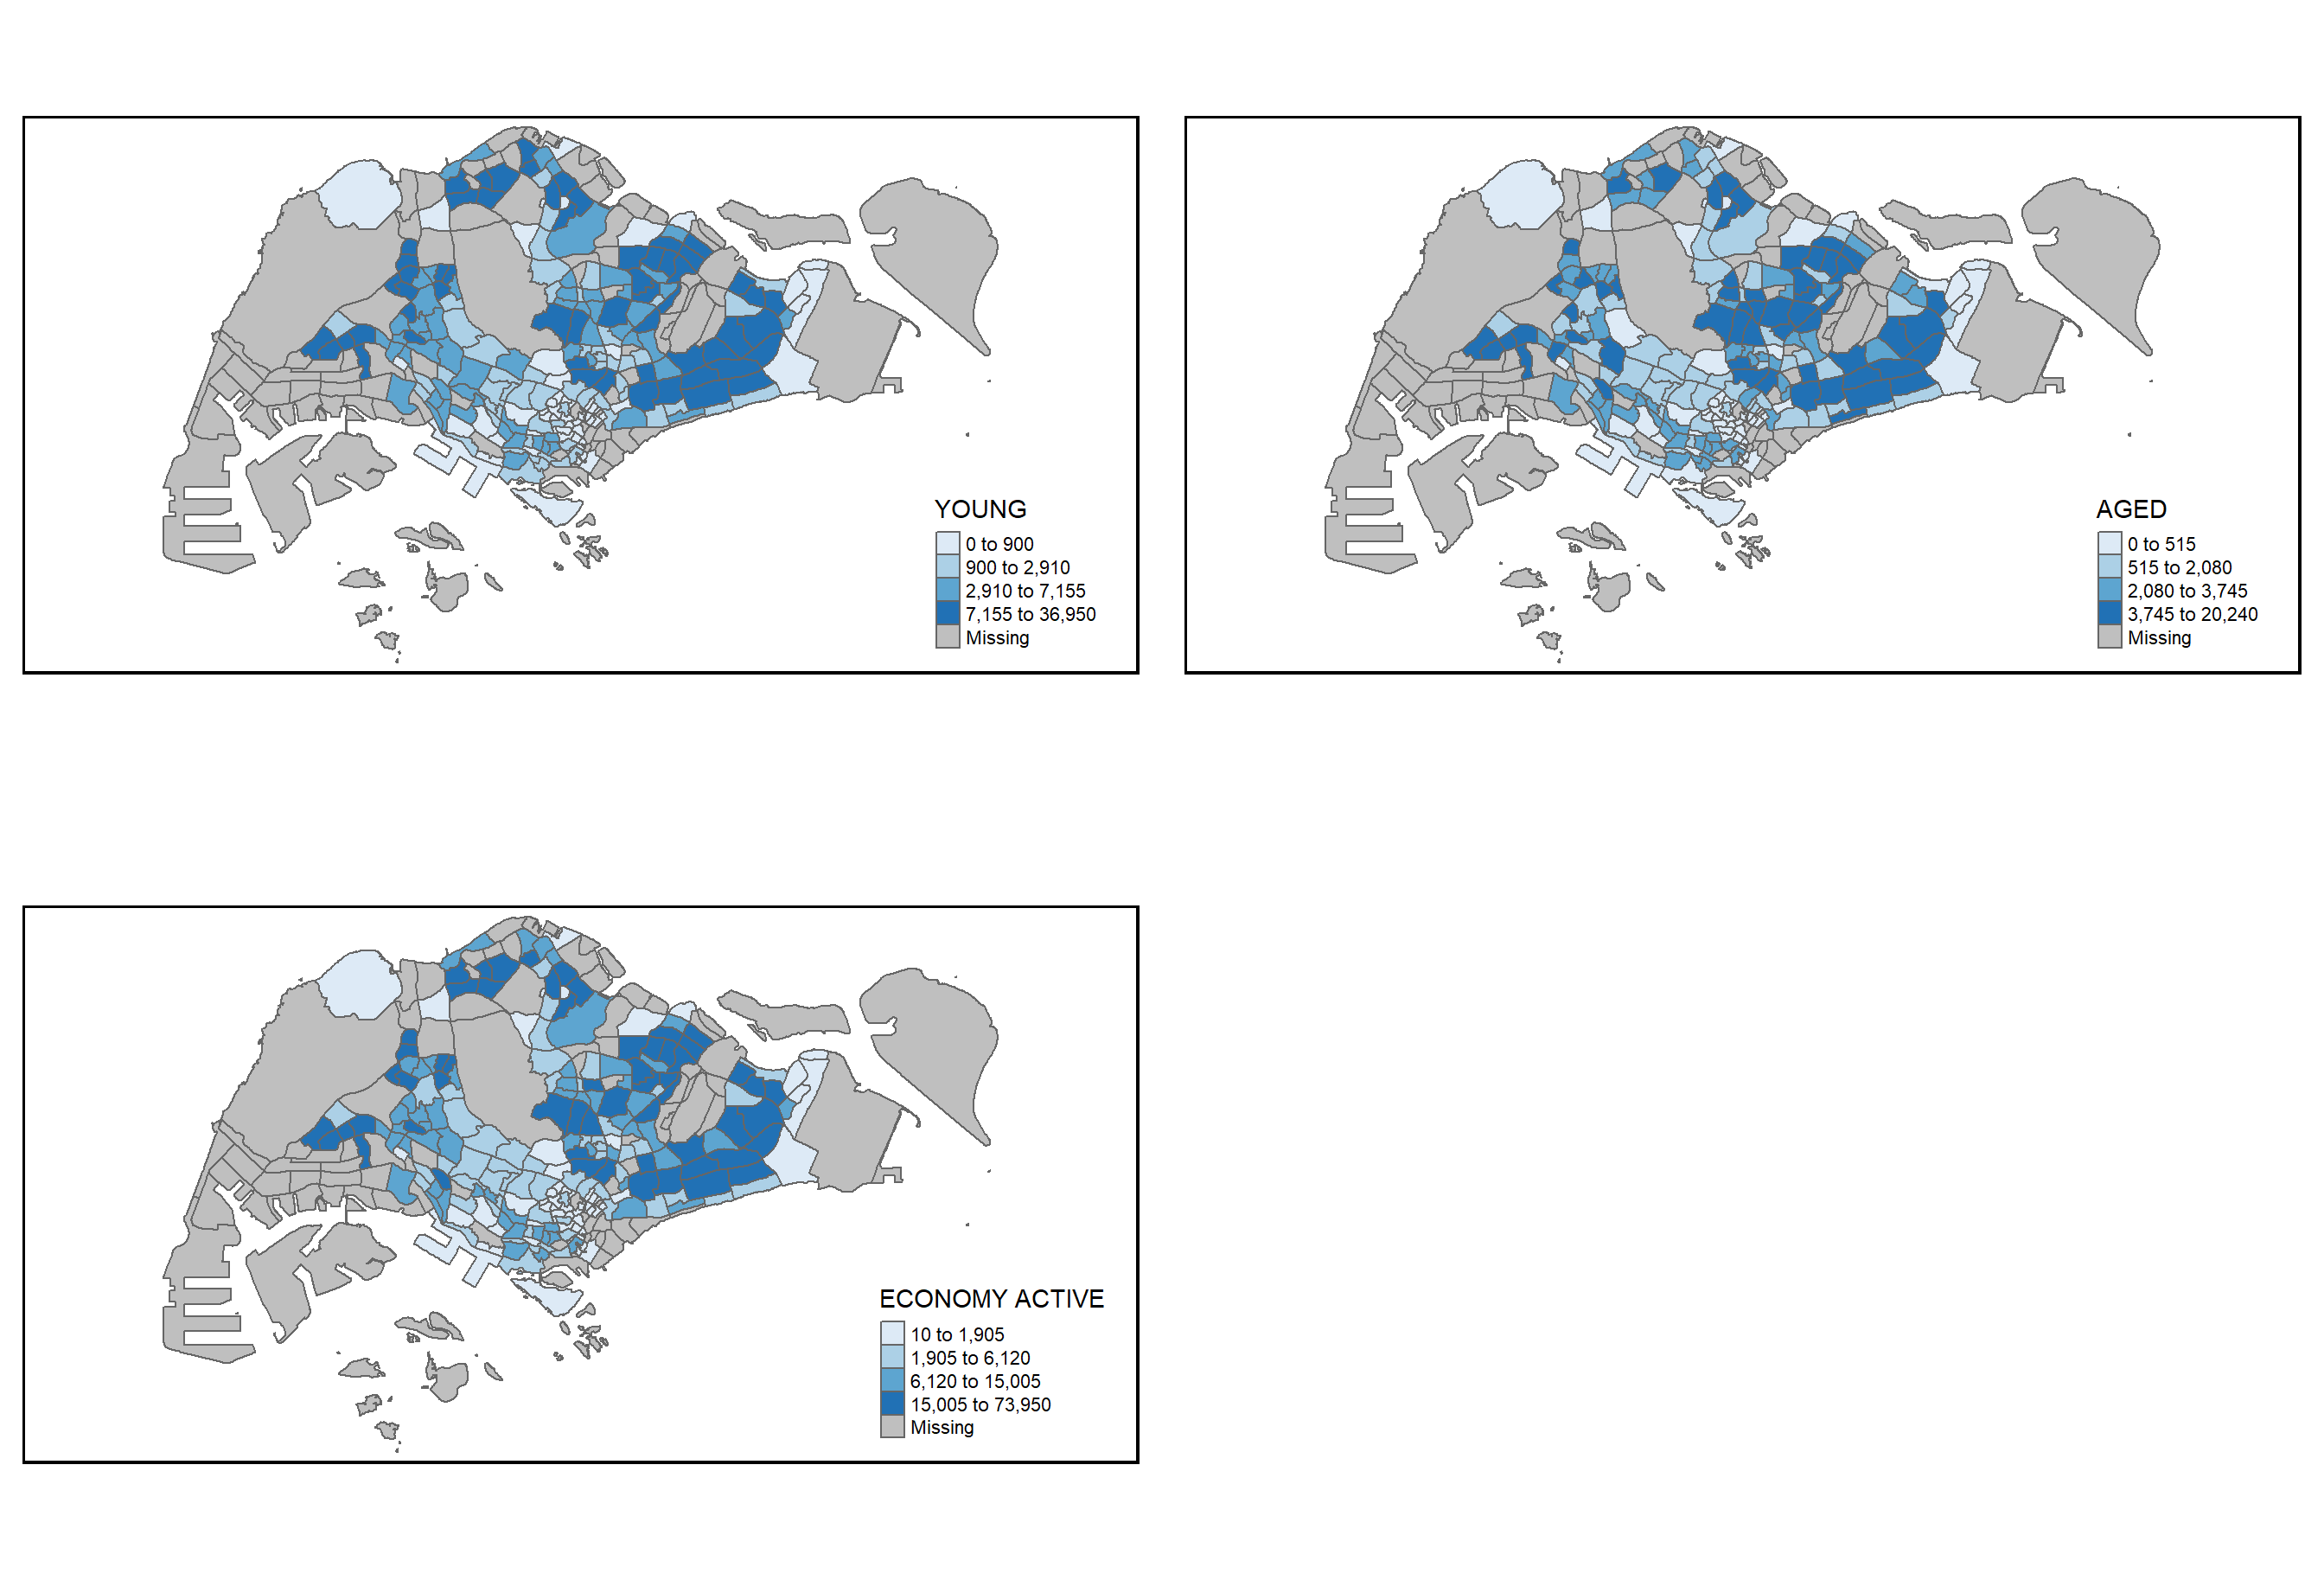 YOUNG
0 to 900
900 to 2,910
2,910 to 7,155
7,155 to 36,950
Missing
AGED
0 to 515
515 to 2,080
2,080 to 3,745
3,745 to 20,240
Missing
ECONOMY ACTIVE
10 to 1,905
1,905 to 6,120
6,120 to 15,005
15,005 to 73,950
Missing